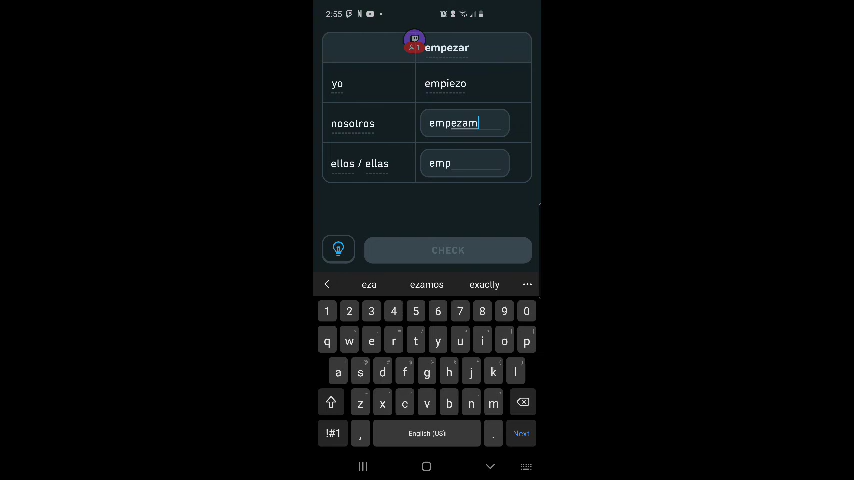 2:55
A 1
empezar
yo empiezo
nosotros empezam
ellos / ellas emp
CHECK
eza ezamos exactly
1 2 3 4 5 6 7 8 9 0
q w e r t y u i o p
a s d f g h j k l
z x c v b n m
!#1 , English (US) . Next